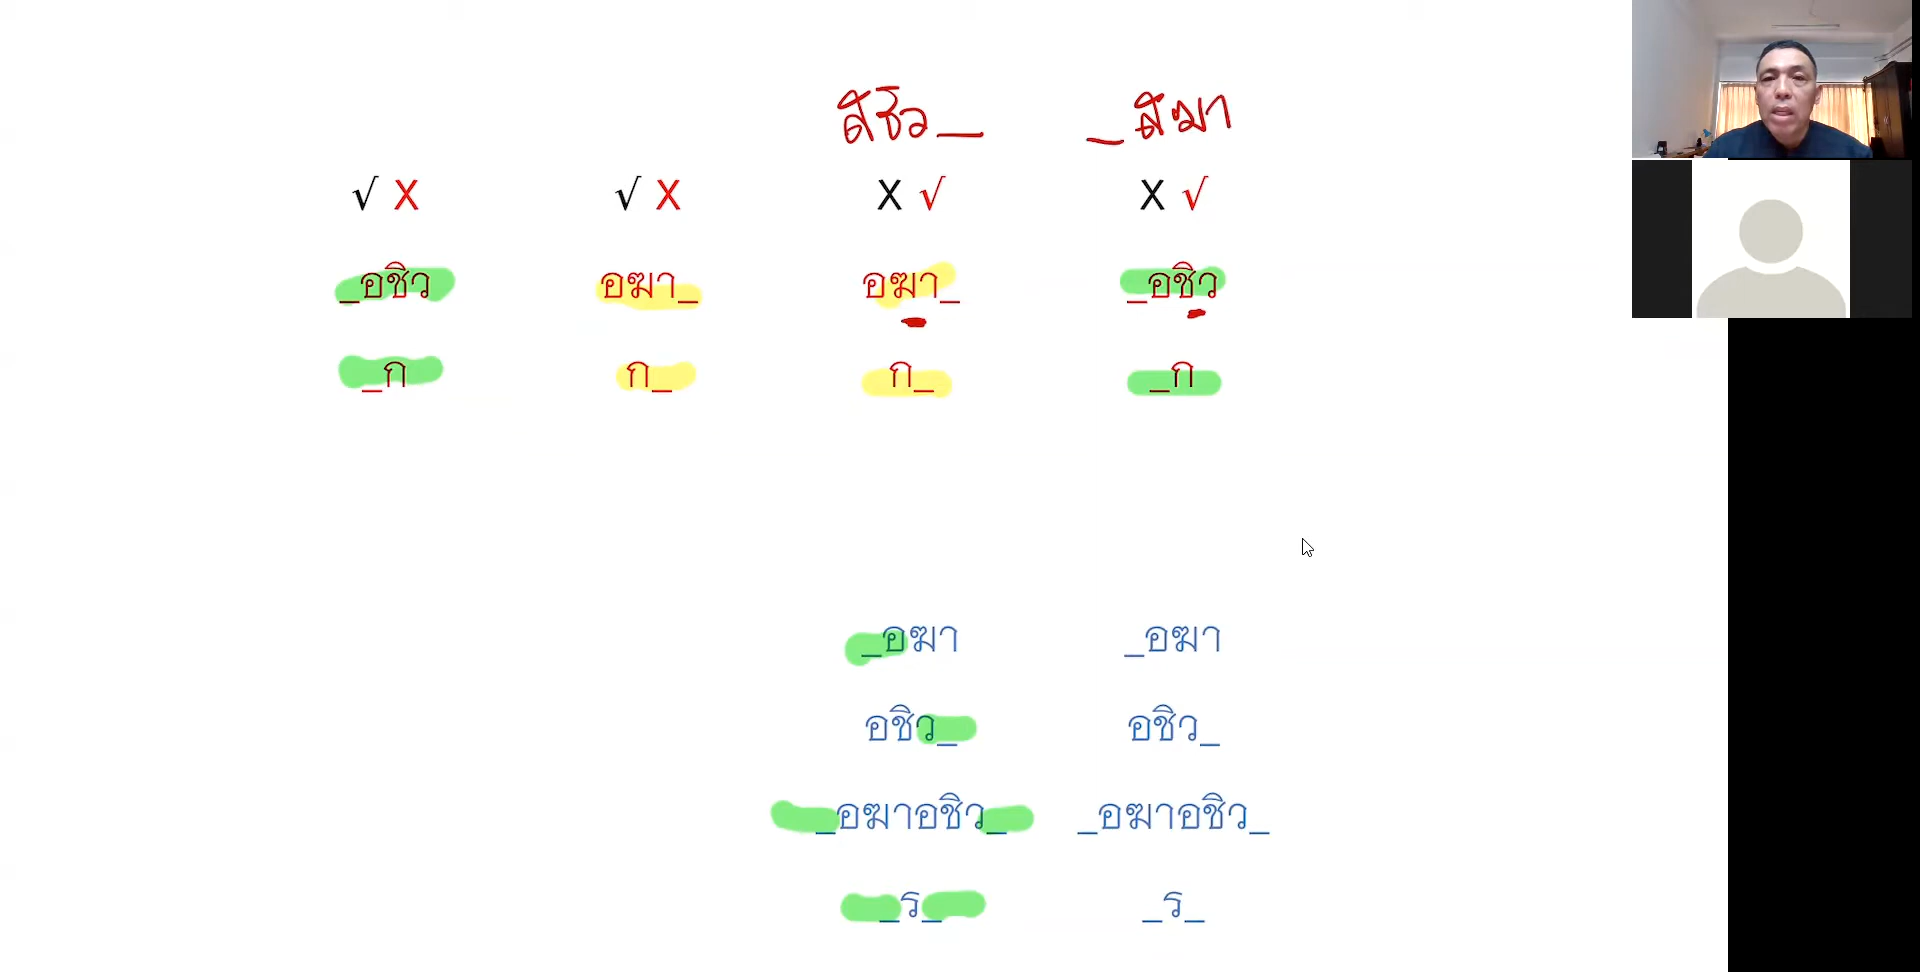 สีชิว_ _สีฆา
√ X √ X X √ X √
_อชิว อฆา_ อฆา_ _อชิว
_ก ก_ ก_ _ก
_อฆา _อฆา
อชิว_ อชิว_
_อฆาอชิว_ _อฆาอชิว_
_ร_ _ร_